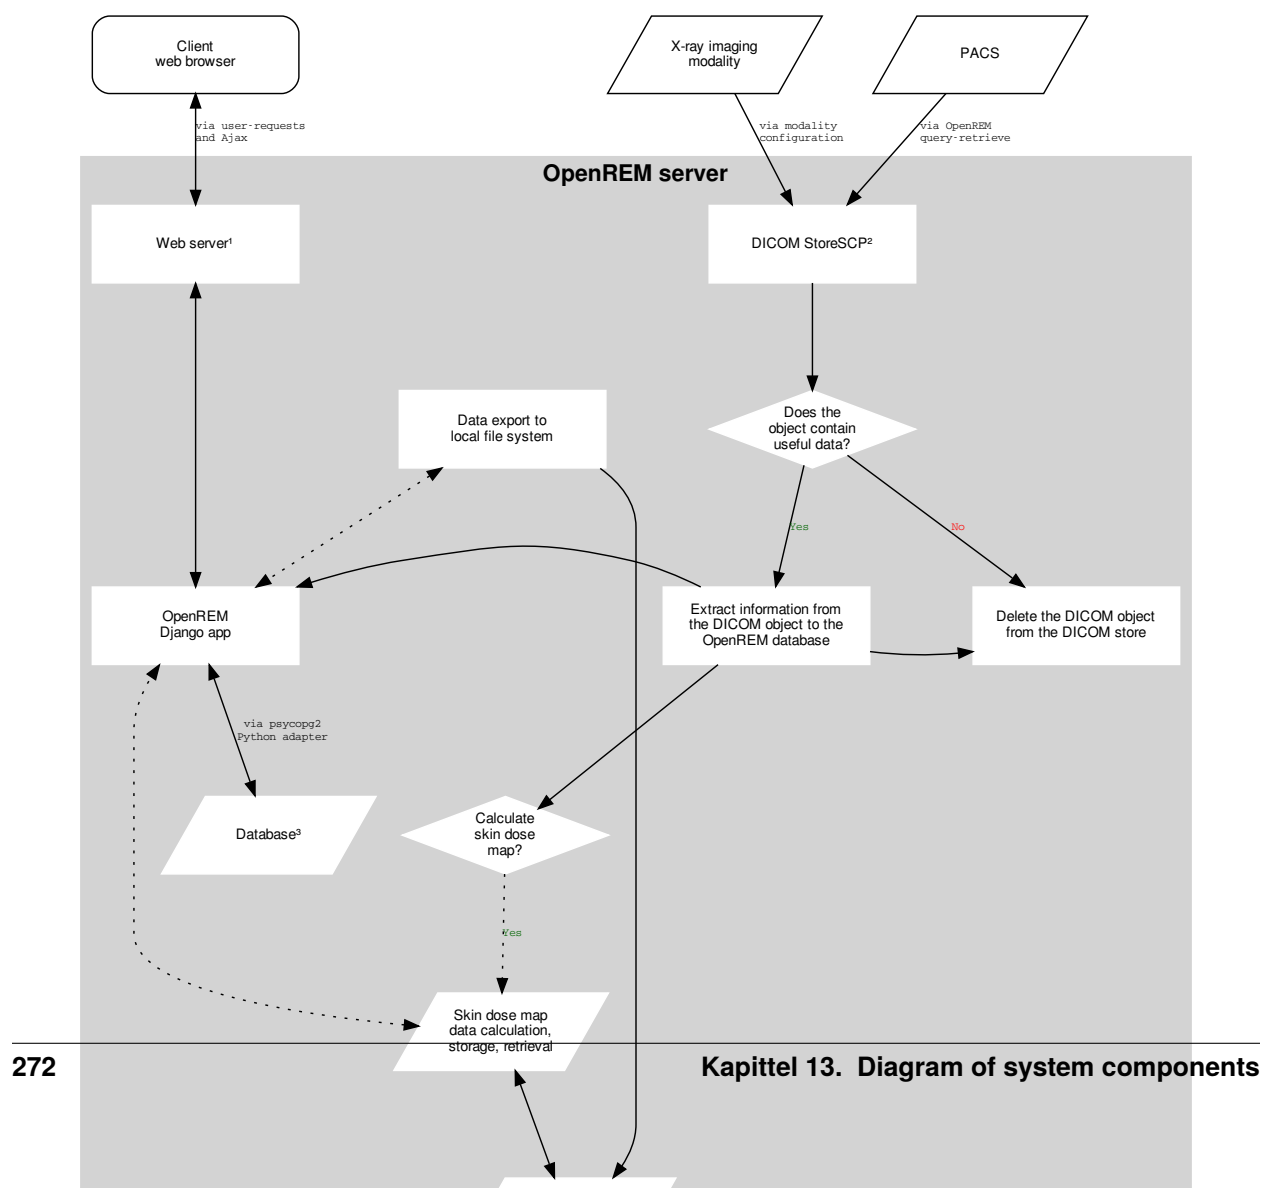 Client
web browser
X-ray imaging
modality
PACS
via user-requests
and Ajax
via modality
configuration
via OpenREM
query-retrieve
OpenREM server
Web server¹
DICOM StoreSCP²
Data export to
local file system
Does the
object contain
useful data?
Yes
No
OpenREM
Django app
Extract information from
the DICOM object to the
OpenREM database
Delete the DICOM object
from the DICOM store
via psycopg2
Python adapter
Database³
Calculate
skin dose
map?
Yes
Skin dose map
data calculation,
storage, retrieval
272
Kapittel 13. Diagram of system components